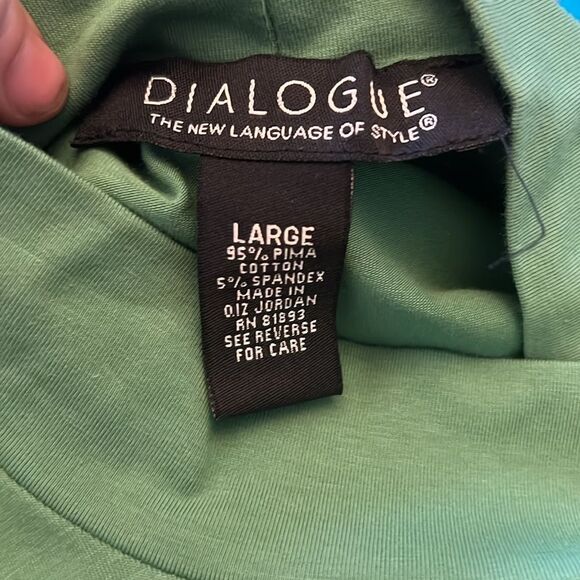 DIALOGUE®
THE NEW LANGUAGE OF STYLE®
LARGE
95% PIMA
COTTON
5% SPANDEX
MADE IN
Q.I.Z JORDAN
RN 81893
SEE REVERSE
FOR CARE